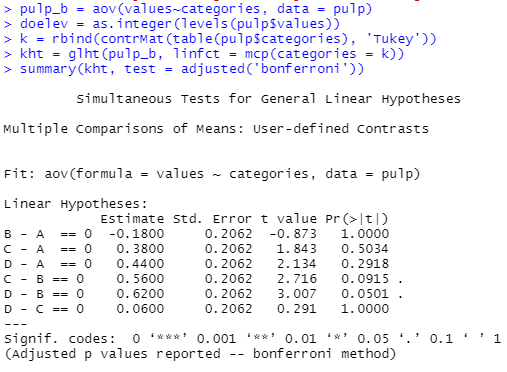 > pulp_b = aov(values~categories, data = pulp)
> doelev = as.integer(levels(pulp$values))
> k = rbind(contrMat(table(pulp$categories), 'Tukey'))
> kht = glht(pulp_b, linfct = mcp(categories = k))
> summary(kht, test = adjusted('bonferroni'))

         Simultaneous Tests for General Linear Hypotheses

Multiple Comparisons of Means: User-defined Contrasts


Fit: aov(formula = values ~ categories, data = pulp)

Linear Hypotheses:
            Estimate Std. Error t value Pr(>|t|)
B - A  == 0  -0.1800     0.2062  -0.873   1.0000
C - A  == 0   0.3800     0.2062   1.843   0.5034
D - A  == 0   0.4400     0.2062   2.134   0.2918
C - B == 0    0.5600     0.2062   2.716   0.0915 .
D - B == 0    0.6200     0.2062   3.007   0.0501 .
D - C == 0    0.0600     0.2062   0.291   1.0000
---
Signif. codes:  0 ‘***’ 0.001 ‘**’ 0.01 ‘*’ 0.05 ‘.’ 0.1 ‘ ’ 1
(Adjusted p values reported -- bonferroni method)